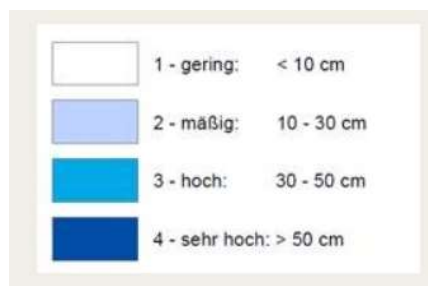 1 - gering: < 10 cm
2 - mäßig: 10 - 30 cm
3 - hoch: 30 - 50 cm
4 - sehr hoch: > 50 cm